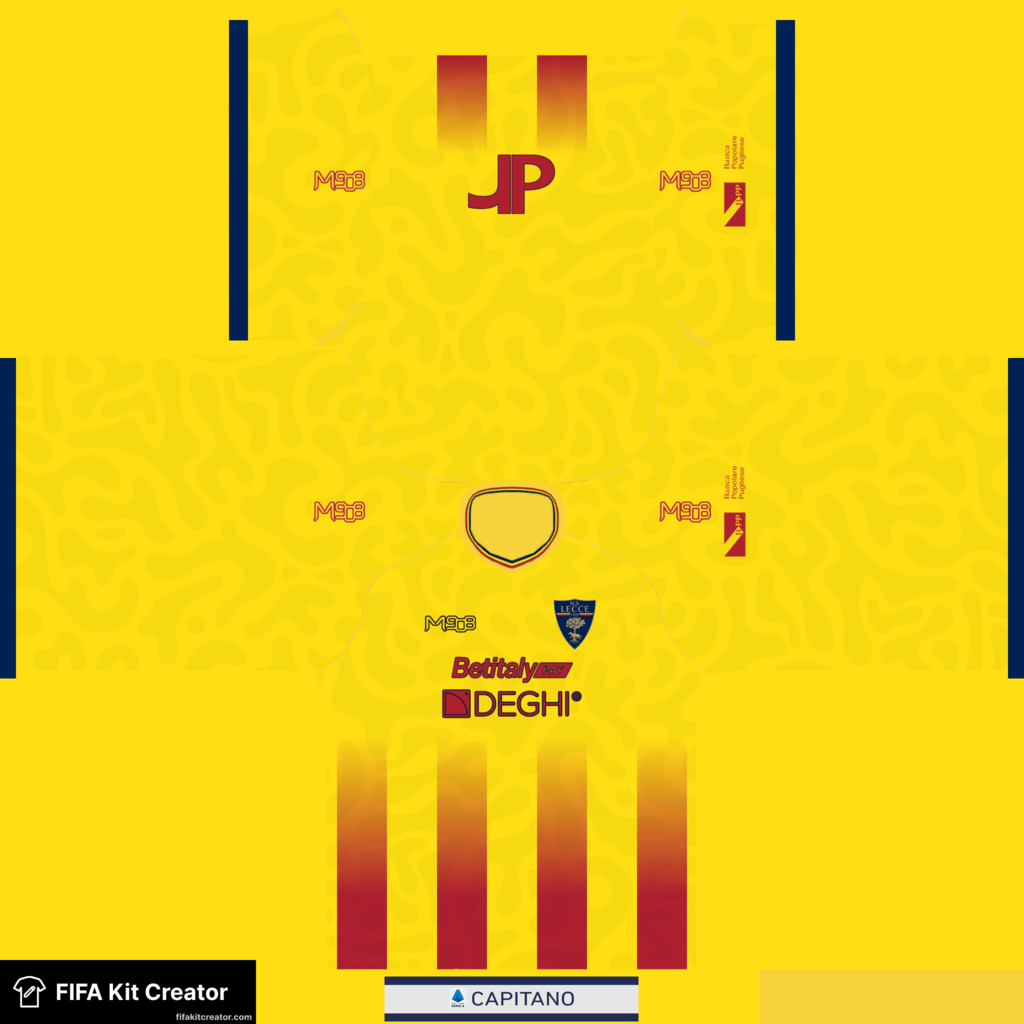 M908
JP
M908
Banca
Popolare
Pugliese
BPP
M908
M908
Banca
Popolare
Pugliese
BPP
M908
U.S.
LECCE
Betitaly
DEGHI
FIFA Kit Creator
fifakitcreator.com
SERIE A
CAPITANO